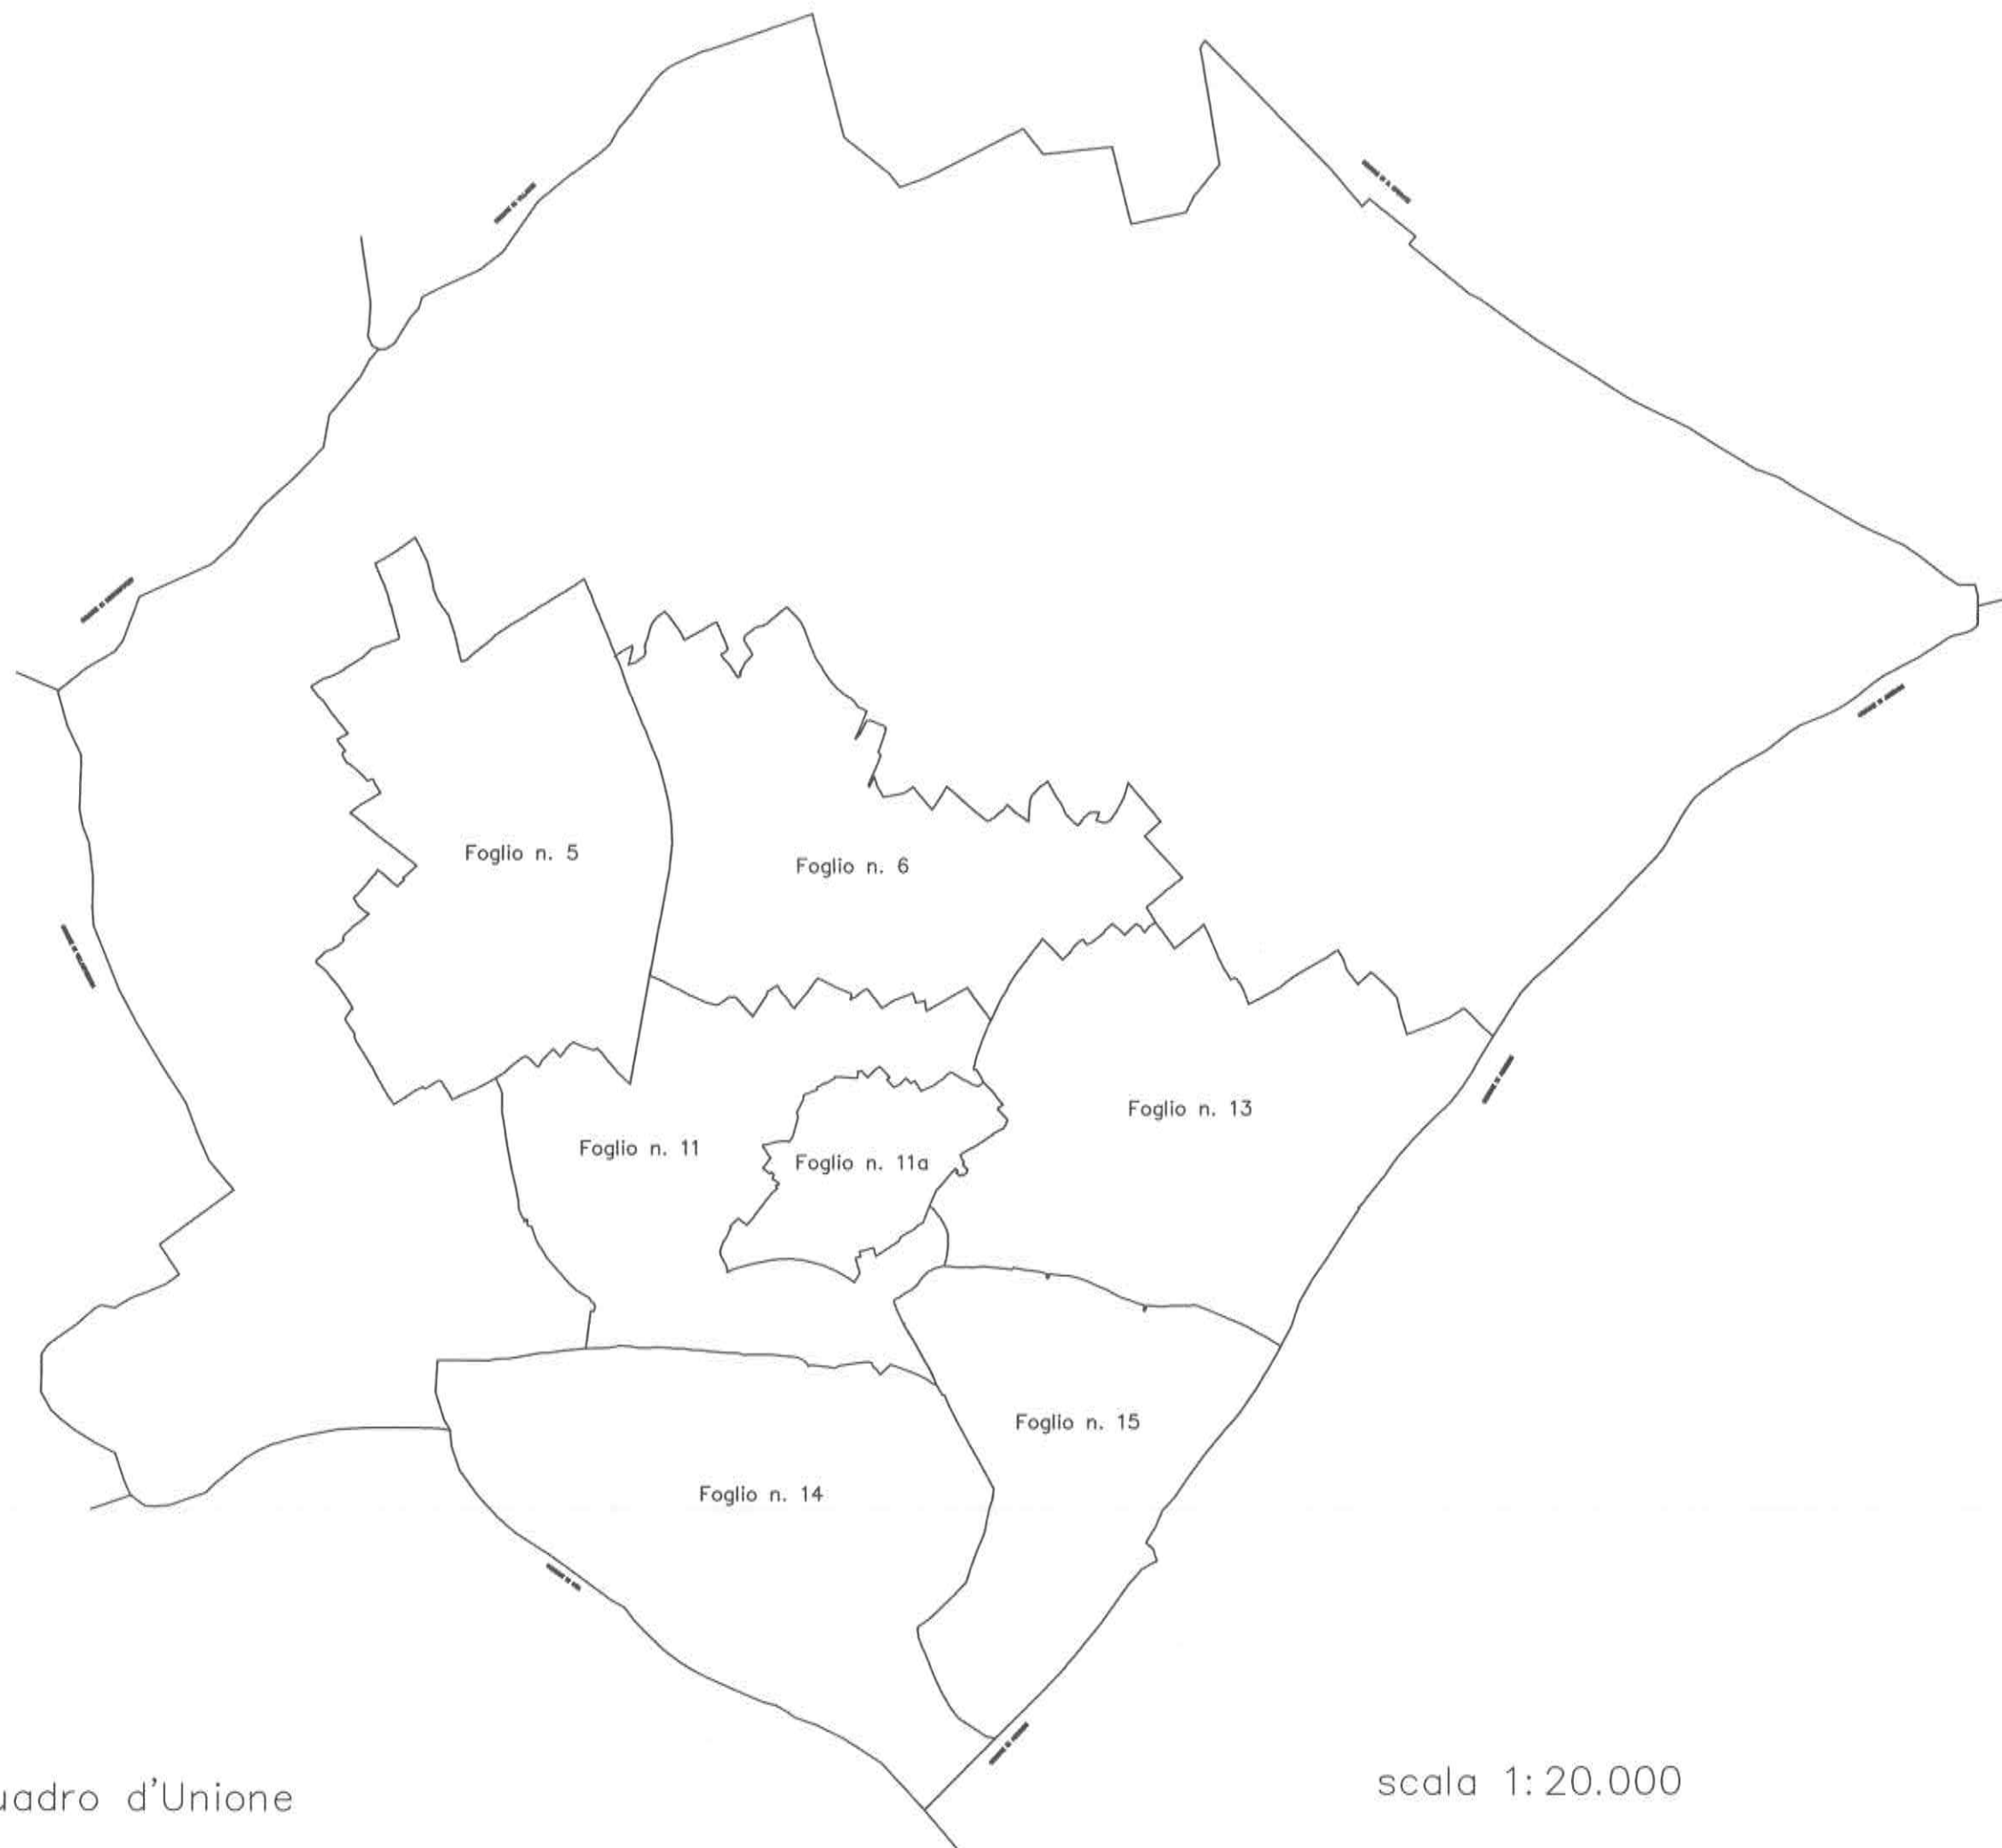 Foglio n. 5
Foglio n. 6
Foglio n. 13
Foglio n. 11
Foglio n. 11a
Foglio n. 15
Foglio n. 14
uadro d'Unione
scala 1:20.000